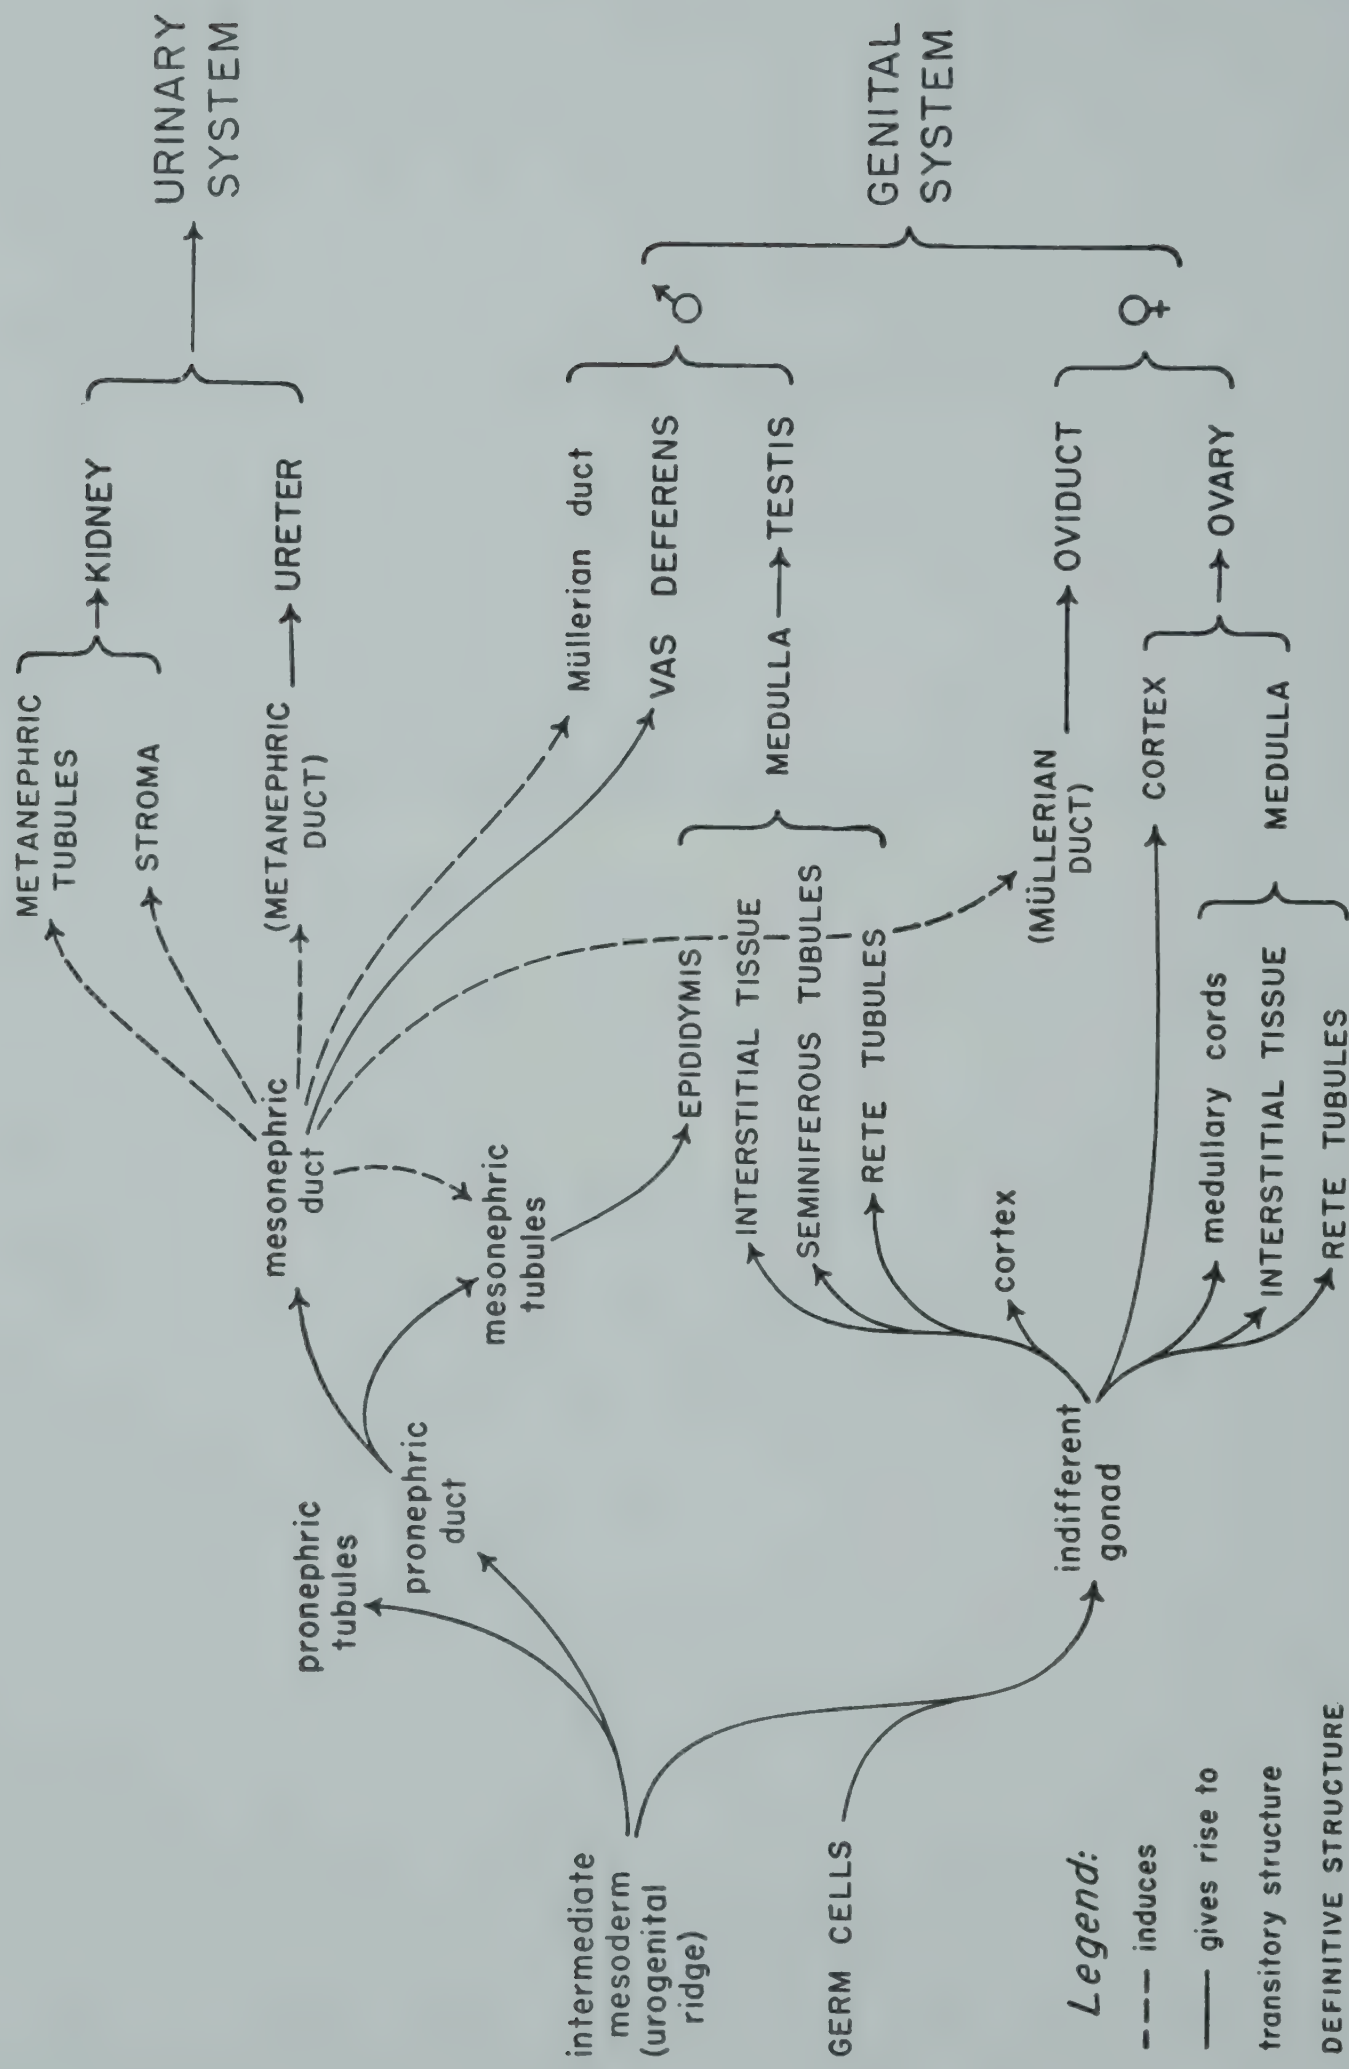 intermediate
mesoderm
(urogenital
ridge)
GERM CELLS
pronephric
tubules
pronephric
duct
indifferent
gonad
mesonephric
duct
mesonephric
tubules
METANEPHRIC
TUBULES
STROMA
(METANEPHRIC
DUCT)
KIDNEY
URETER
URINARY
SYSTEM
Müllerian duct
VAS DEFERENS
EPIDIDYMIS
INTERSTITIAL TISSUE
SEMINIFEROUS TUBULES
RETE TUBULES
MEDULLA
TESTIS
♂
cortex
(MÜLLERIAN
DUCT)
OVIDUCT
CORTEX
medullary cords
INTERSTITIAL TISSUE
RETE TUBULES
MEDULLA
OVARY
♀
GENITAL
SYSTEM
Legend:
--- induces
— gives rise to
transitory structure
DEFINITIVE STRUCTURE